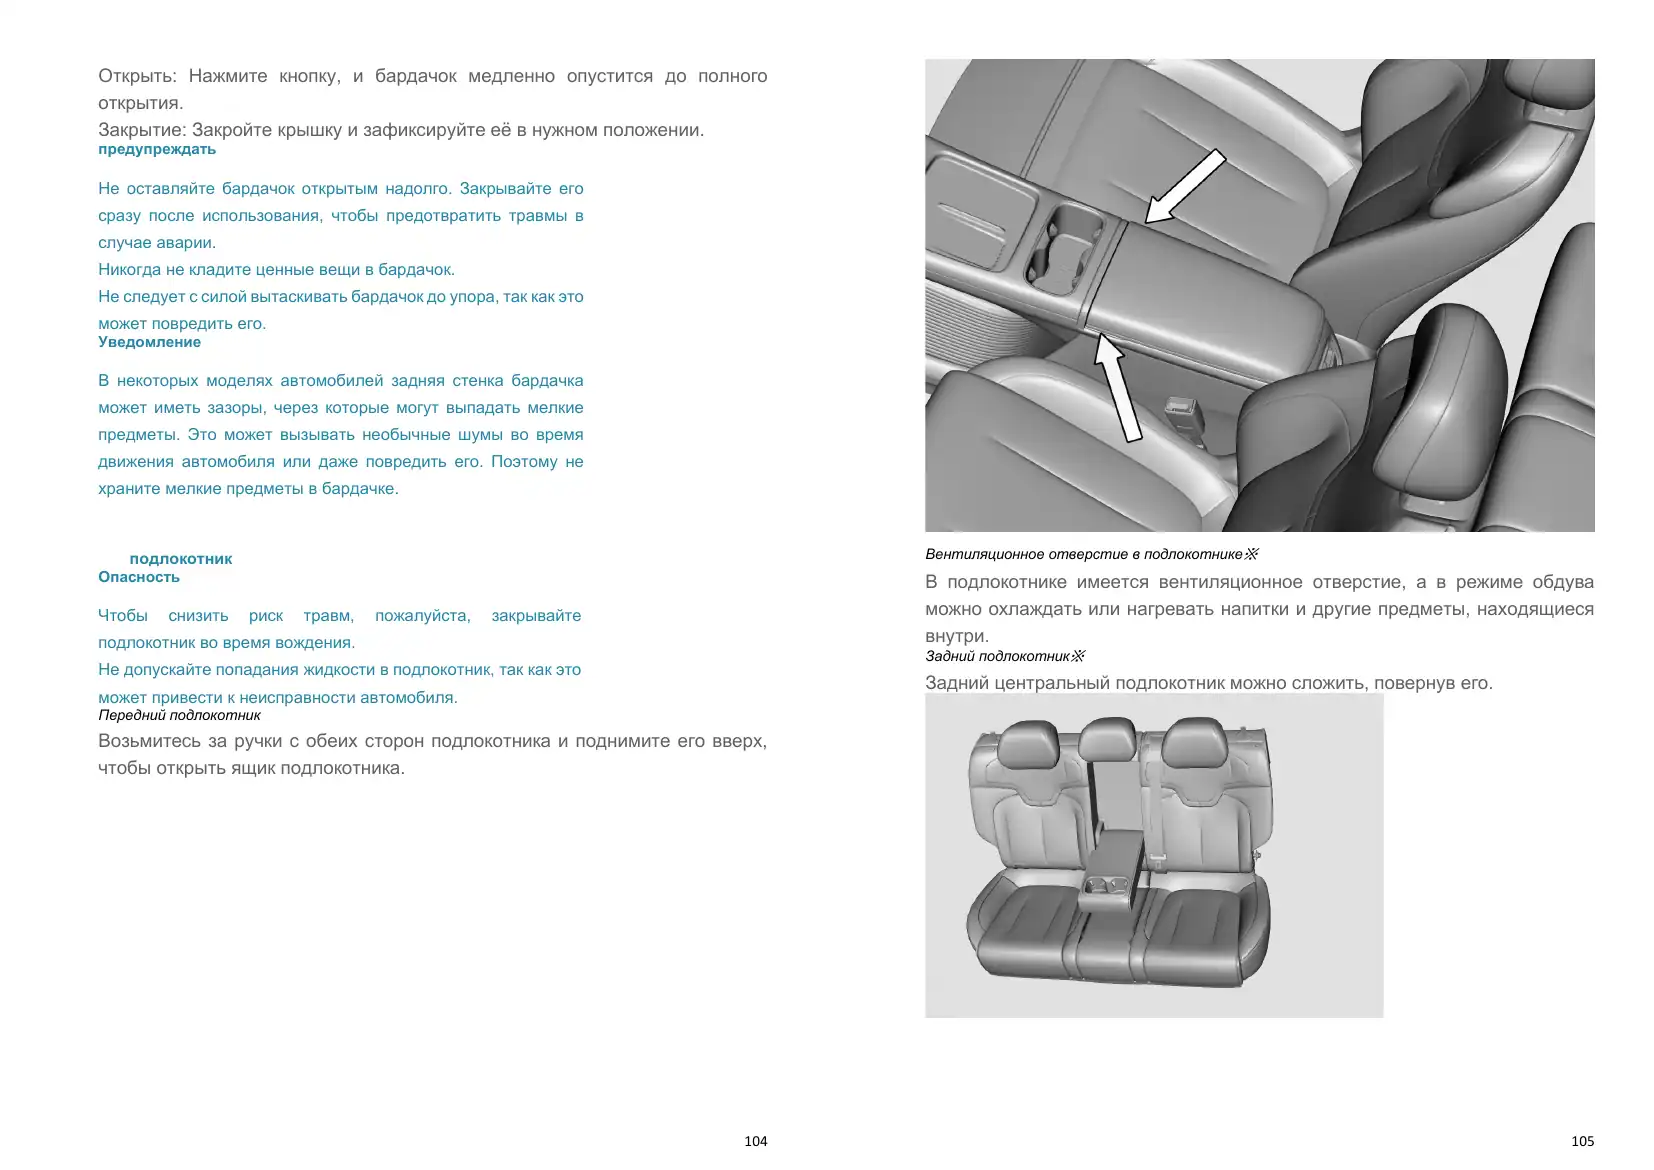 Открыть: Нажмите кнопку, и бардачок медленно опустится до полного
открытия.
Закрытие: Закройте крышку и зафиксируйте её в нужном положении.
предупреждать
Не оставляйте бардачок открытым надолго. Закрывайте его
сразу после использования, чтобы предотвратить травмы в
случае аварии.
Никогда не кладите ценные вещи в бардачок.
Не следует с силой вытаскивать бардачок до упора, так как это
может повредить его.
Уведомление
В некоторых моделях автомобилей задняя стенка бардачка
может иметь зазоры, через которые могут выпадать мелкие
предметы. Это может вызывать необычные шумы во время
движения автомобиля или даже повредить его. Поэтому не
храните мелкие предметы в бардачке.
подлокотник
Опасность
Чтобы снизить риск травм, пожалуйста, закрывайте
подлокотник во время вождения.
Не допускайте попадания жидкости в подлокотник, так как это
может привести к неисправности автомобиля.
Передний подлокотник
Возьмитесь за ручки с обеих сторон подлокотника и поднимите его вверх,
чтобы открыть ящик подлокотника.
104
Вентиляционное отверстие в подлокотнике※
В подлокотнике имеется вентиляционное отверстие, а в режиме обдува
можно охлаждать или нагревать напитки и другие предметы, находящиеся
внутри.
Задний подлокотник※
Задний центральный подлокотник можно сложить, повернув его.
105